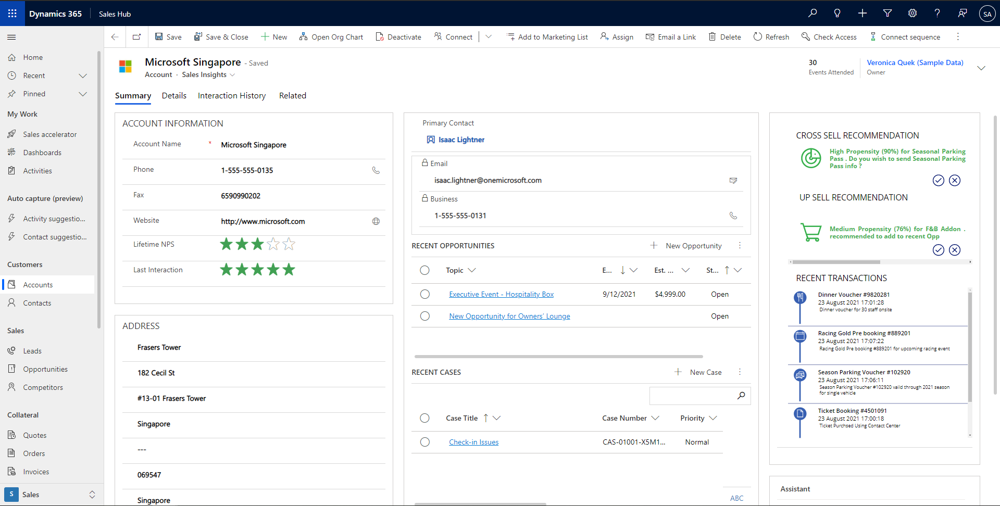 Dynamics 365
Sales Hub
SA
Save
Save & Close
New
Open Org Chart
Deactivate
Connect
Add to Marketing List
Assign
Email a Link
Delete
Refresh
Check Access
Connect sequence
Home
Recent
Pinned
My Work
Sales accelerator
Dashboards
Activities
Auto capture (preview)
Activity suggestio...
Contact suggestio...
Customers
Accounts
Contacts
Sales
Leads
Opportunities
Competitors
Collateral
Quotes
Orders
Invoices
S Sales
Microsoft Singapore - Saved
Account · Sales Insights
30
Events Attended
Veronica Quek (Sample Data)
Owner
Summary
Details
Interaction History
Related
ACCOUNT INFORMATION
Account Name * Microsoft Singapore
Phone 1-555-555-0135
Fax 6590990202
Website http://www.microsoft.com
Lifetime NPS
Last Interaction
ADDRESS
Frasers Tower
182 Cecil St
#13-01 Frasers Tower
Singapore
---
069547
Singapore
Primary Contact
Isaac Lightner
Email
isaac.lightner@onemicrosoft.com
Business
1-555-555-0131
RECENT OPPORTUNITIES
New Opportunity
Topic E... Est. ... St...
Executive Event - Hospitality Box 9/12/2021 $4,999.00 Open
New Opportunity for Owners' Lounge Open
RECENT CASES
New Case
Case Title Case Number Priority
Check-in Issues CAS-01001-X5M1... Normal
ABC
CROSS SELL RECOMMENDATION
High Propensity (90%) for Seasonal Parking
Pass . Do you wish to send Seasonal Parking
Pass info ?
UP SELL RECOMMENDATION
Medium Propensity (76%) for F&B Addon .
recommended to add to recent Opp
RECENT TRANSACTIONS
Dinner Voucher #9820281
23 August 2021 17:01:28
Dinner voucher for 30 staff onsite
Racing Gold Pre booking #889201
23 August 2021 17:07:22
Racing Gold Pre booking #889201 for upcoming racing event
Season Parking Voucher #102920
23 August 2021 17:06:11
Season Parking Voucher #102920 vaild through 2021 season
for single vehicle
Ticket Booking #4501091
23 August 2021 17:00:18
Ticket Purchsed Using Contact Center
Assistant